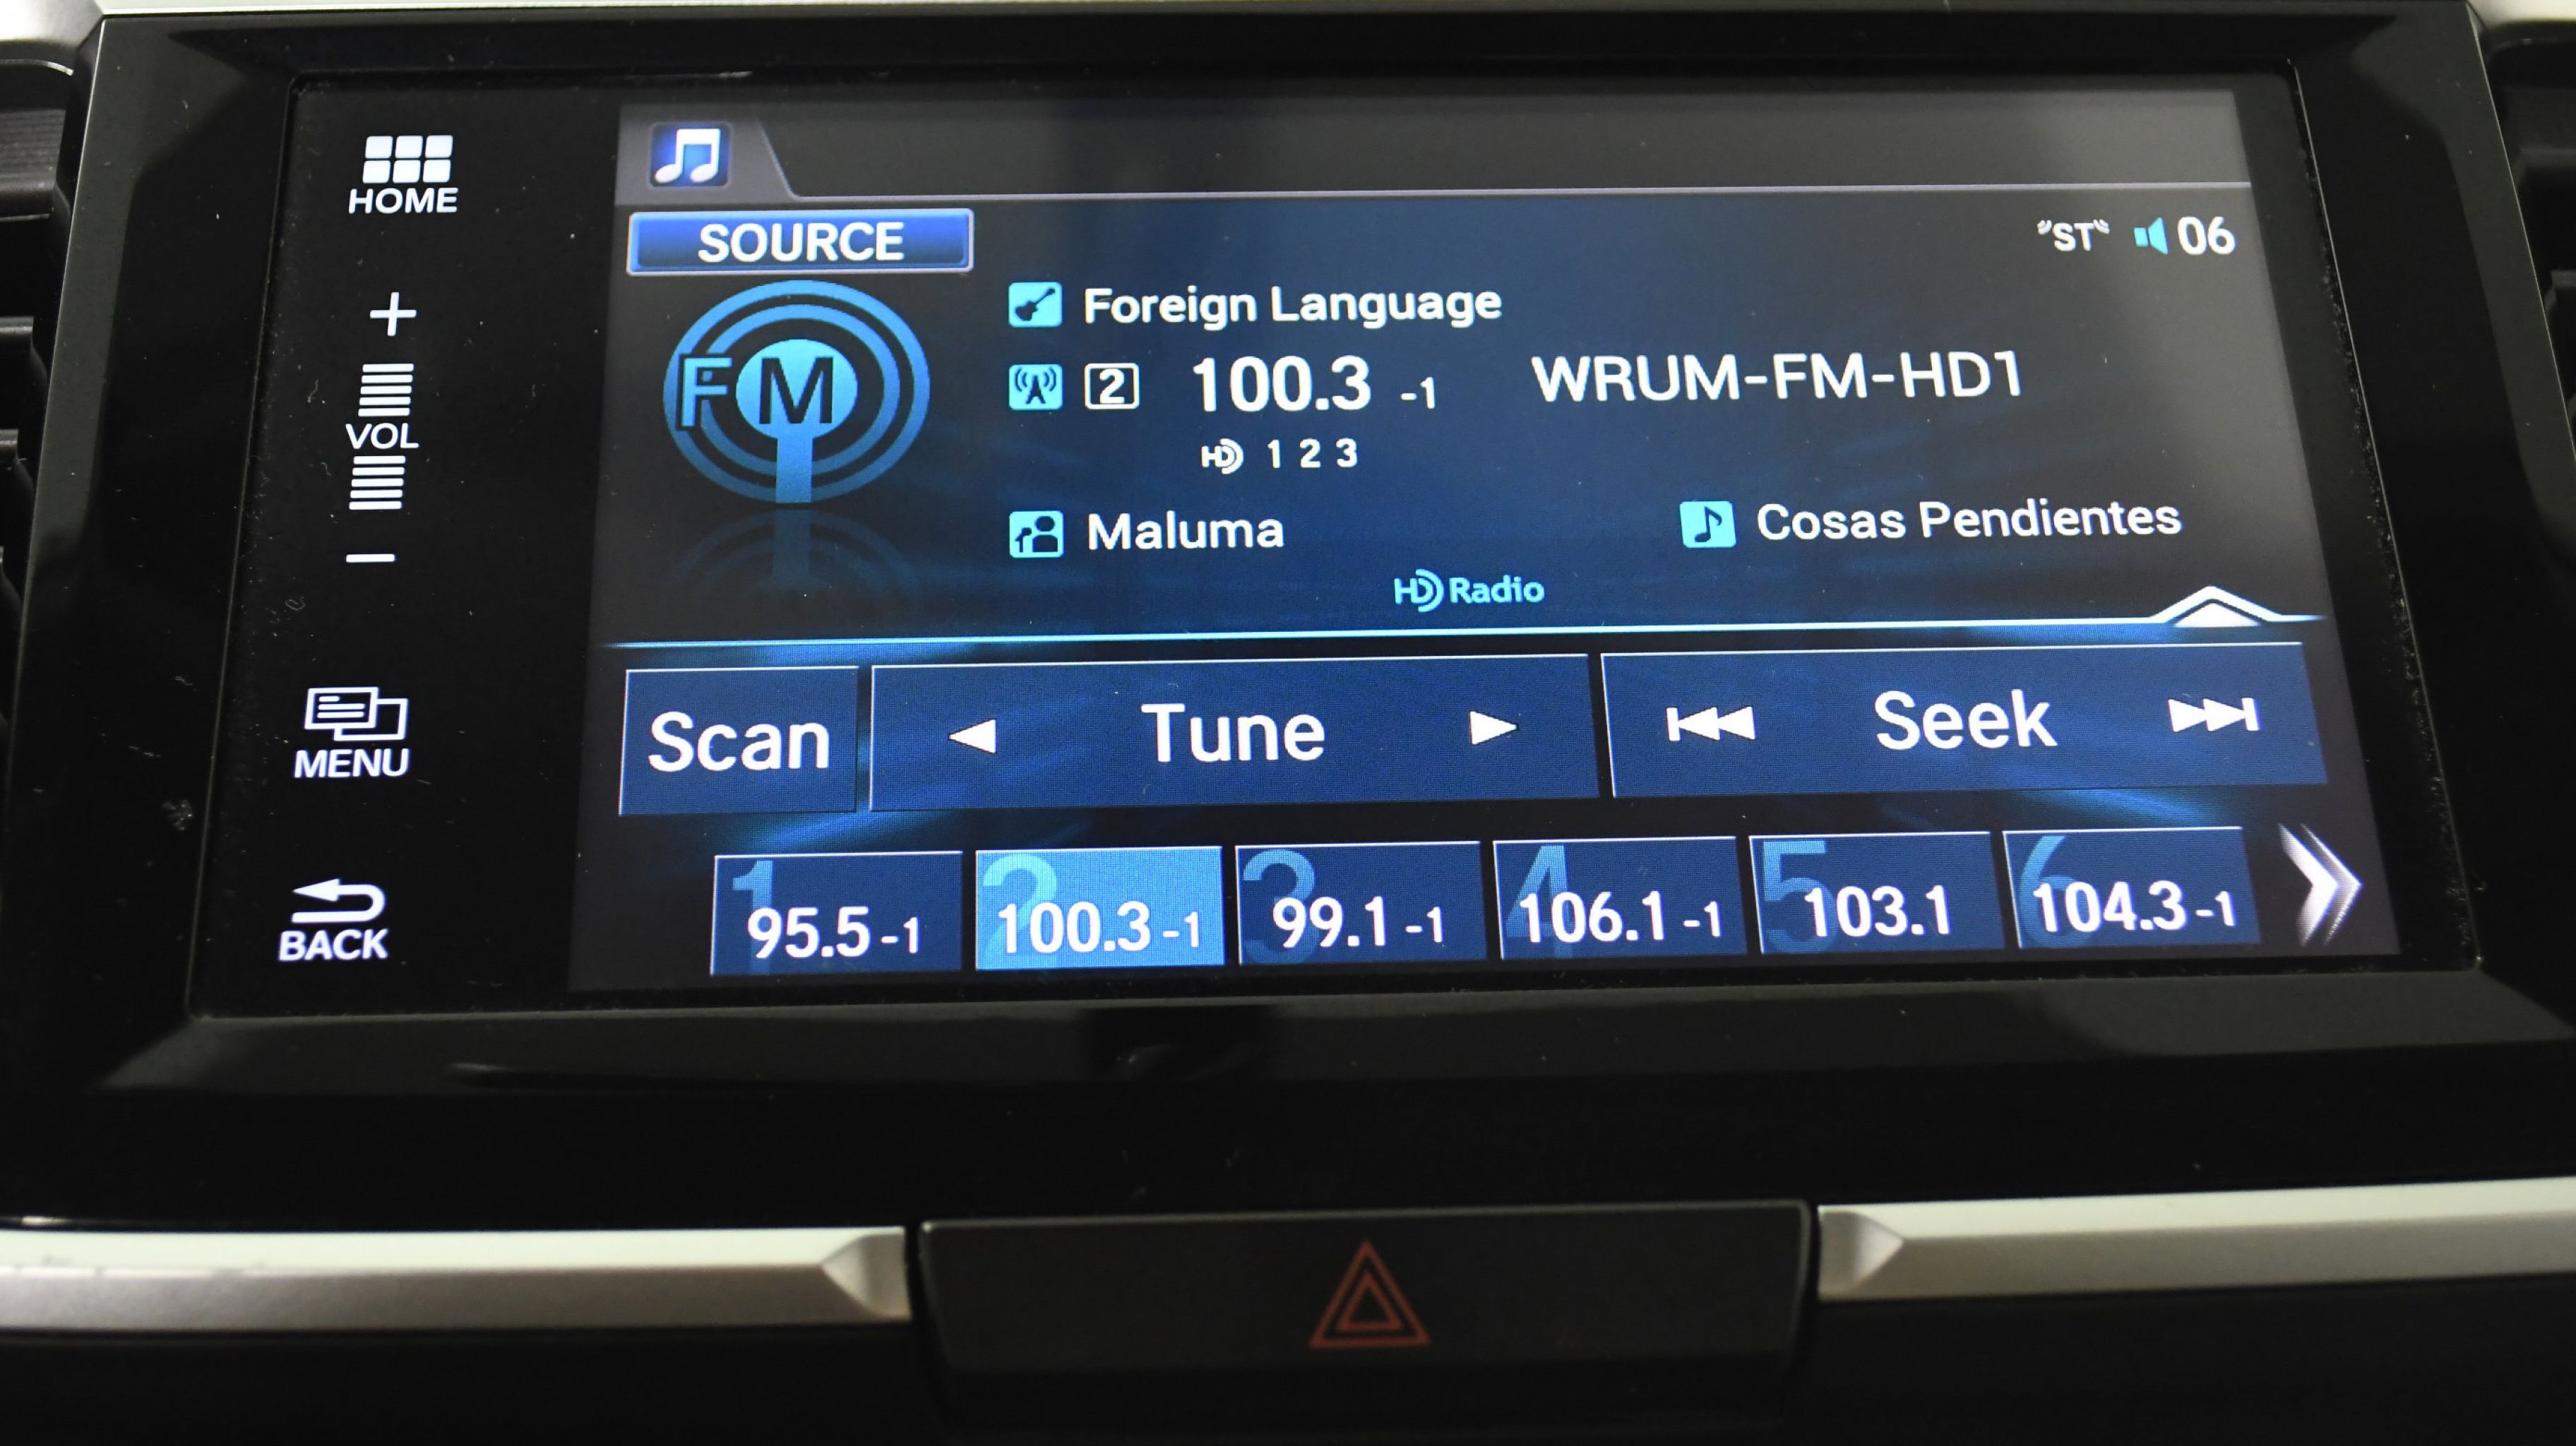 HOME
SOURCE
"ST" 06
+
Foreign Language
FM
2 100.3 -1 WRUM-FM-HD1
VOL
HD 1 2 3
Maluma Cosas Pendientes
−
HD Radio
MENU
Scan ◄ Tune ► ⏮ Seek ⏭
1 95.5-1
2 100.3-1
3 99.1-1
4 106.1-1
5 103.1
6 104.3-1
BACK